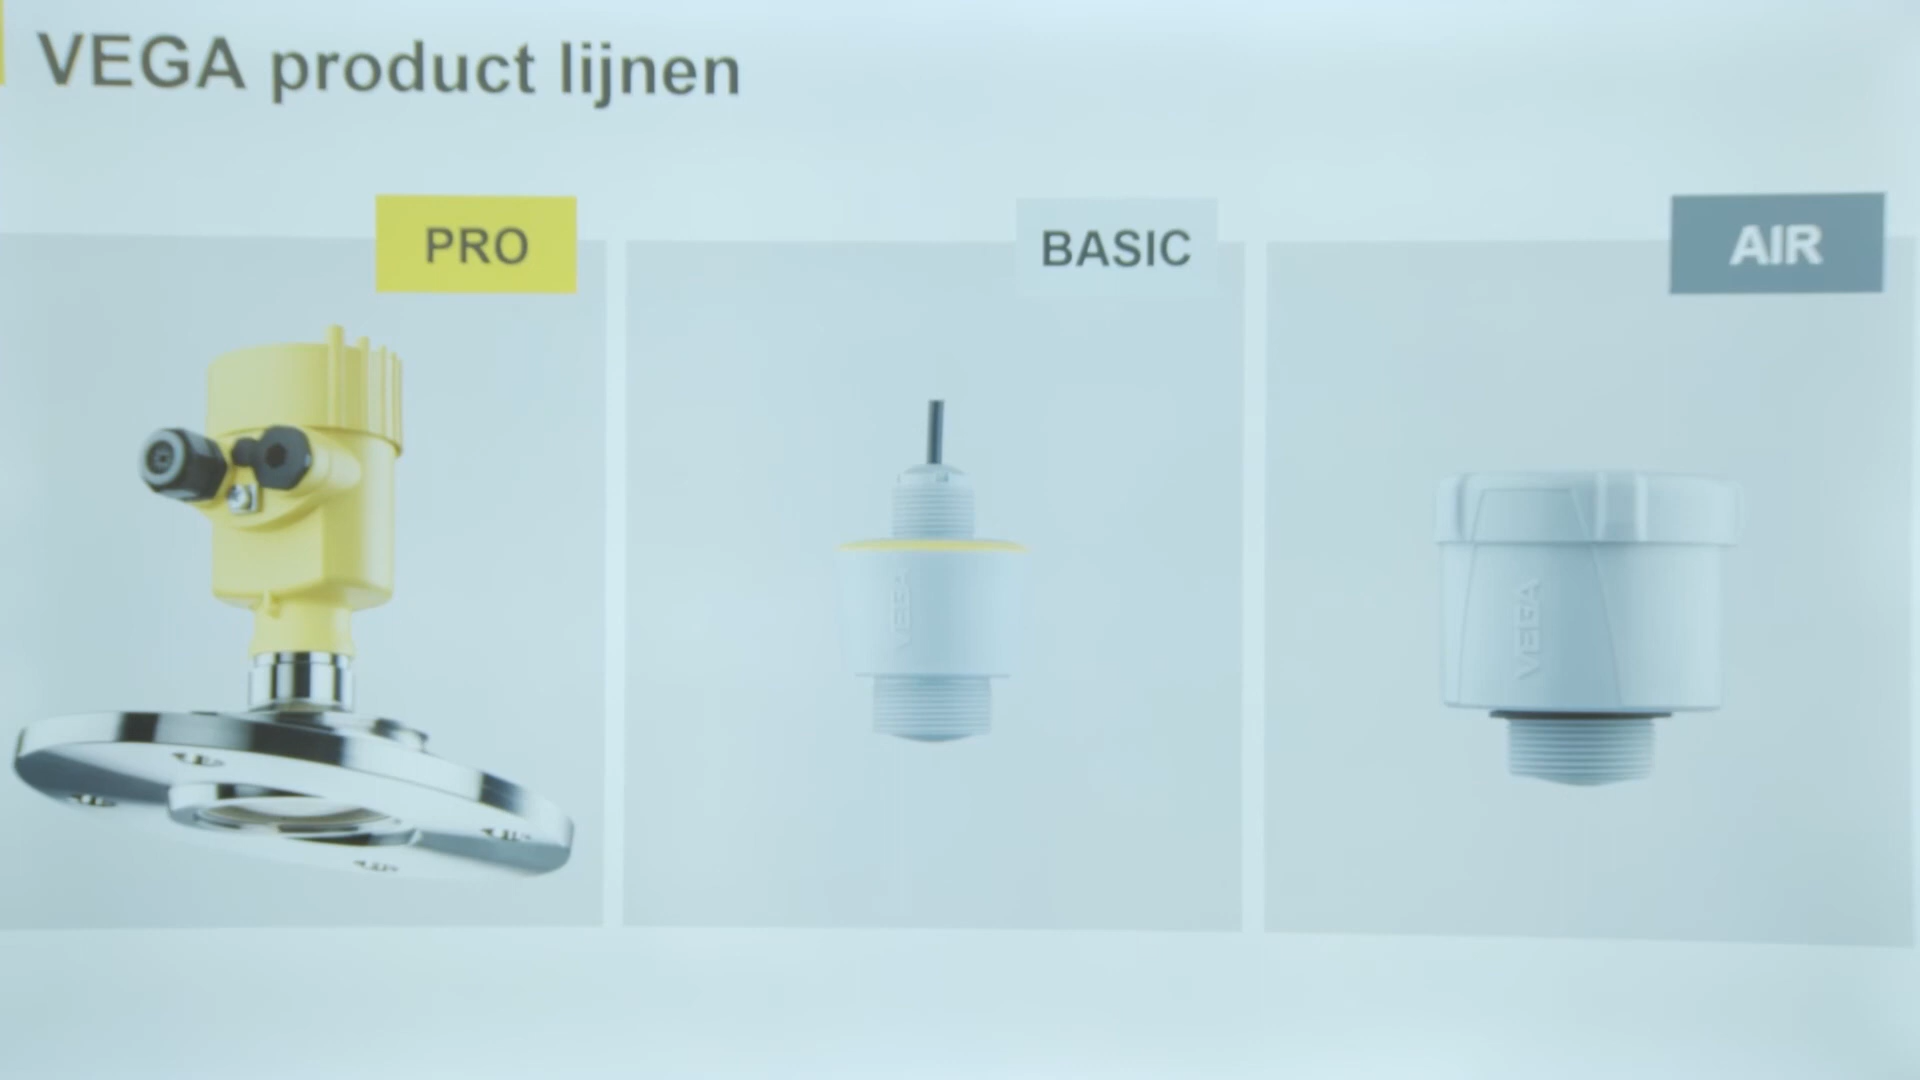 VEGA product lijnen
PRO
BASIC
AIR
VEGA
VEGA